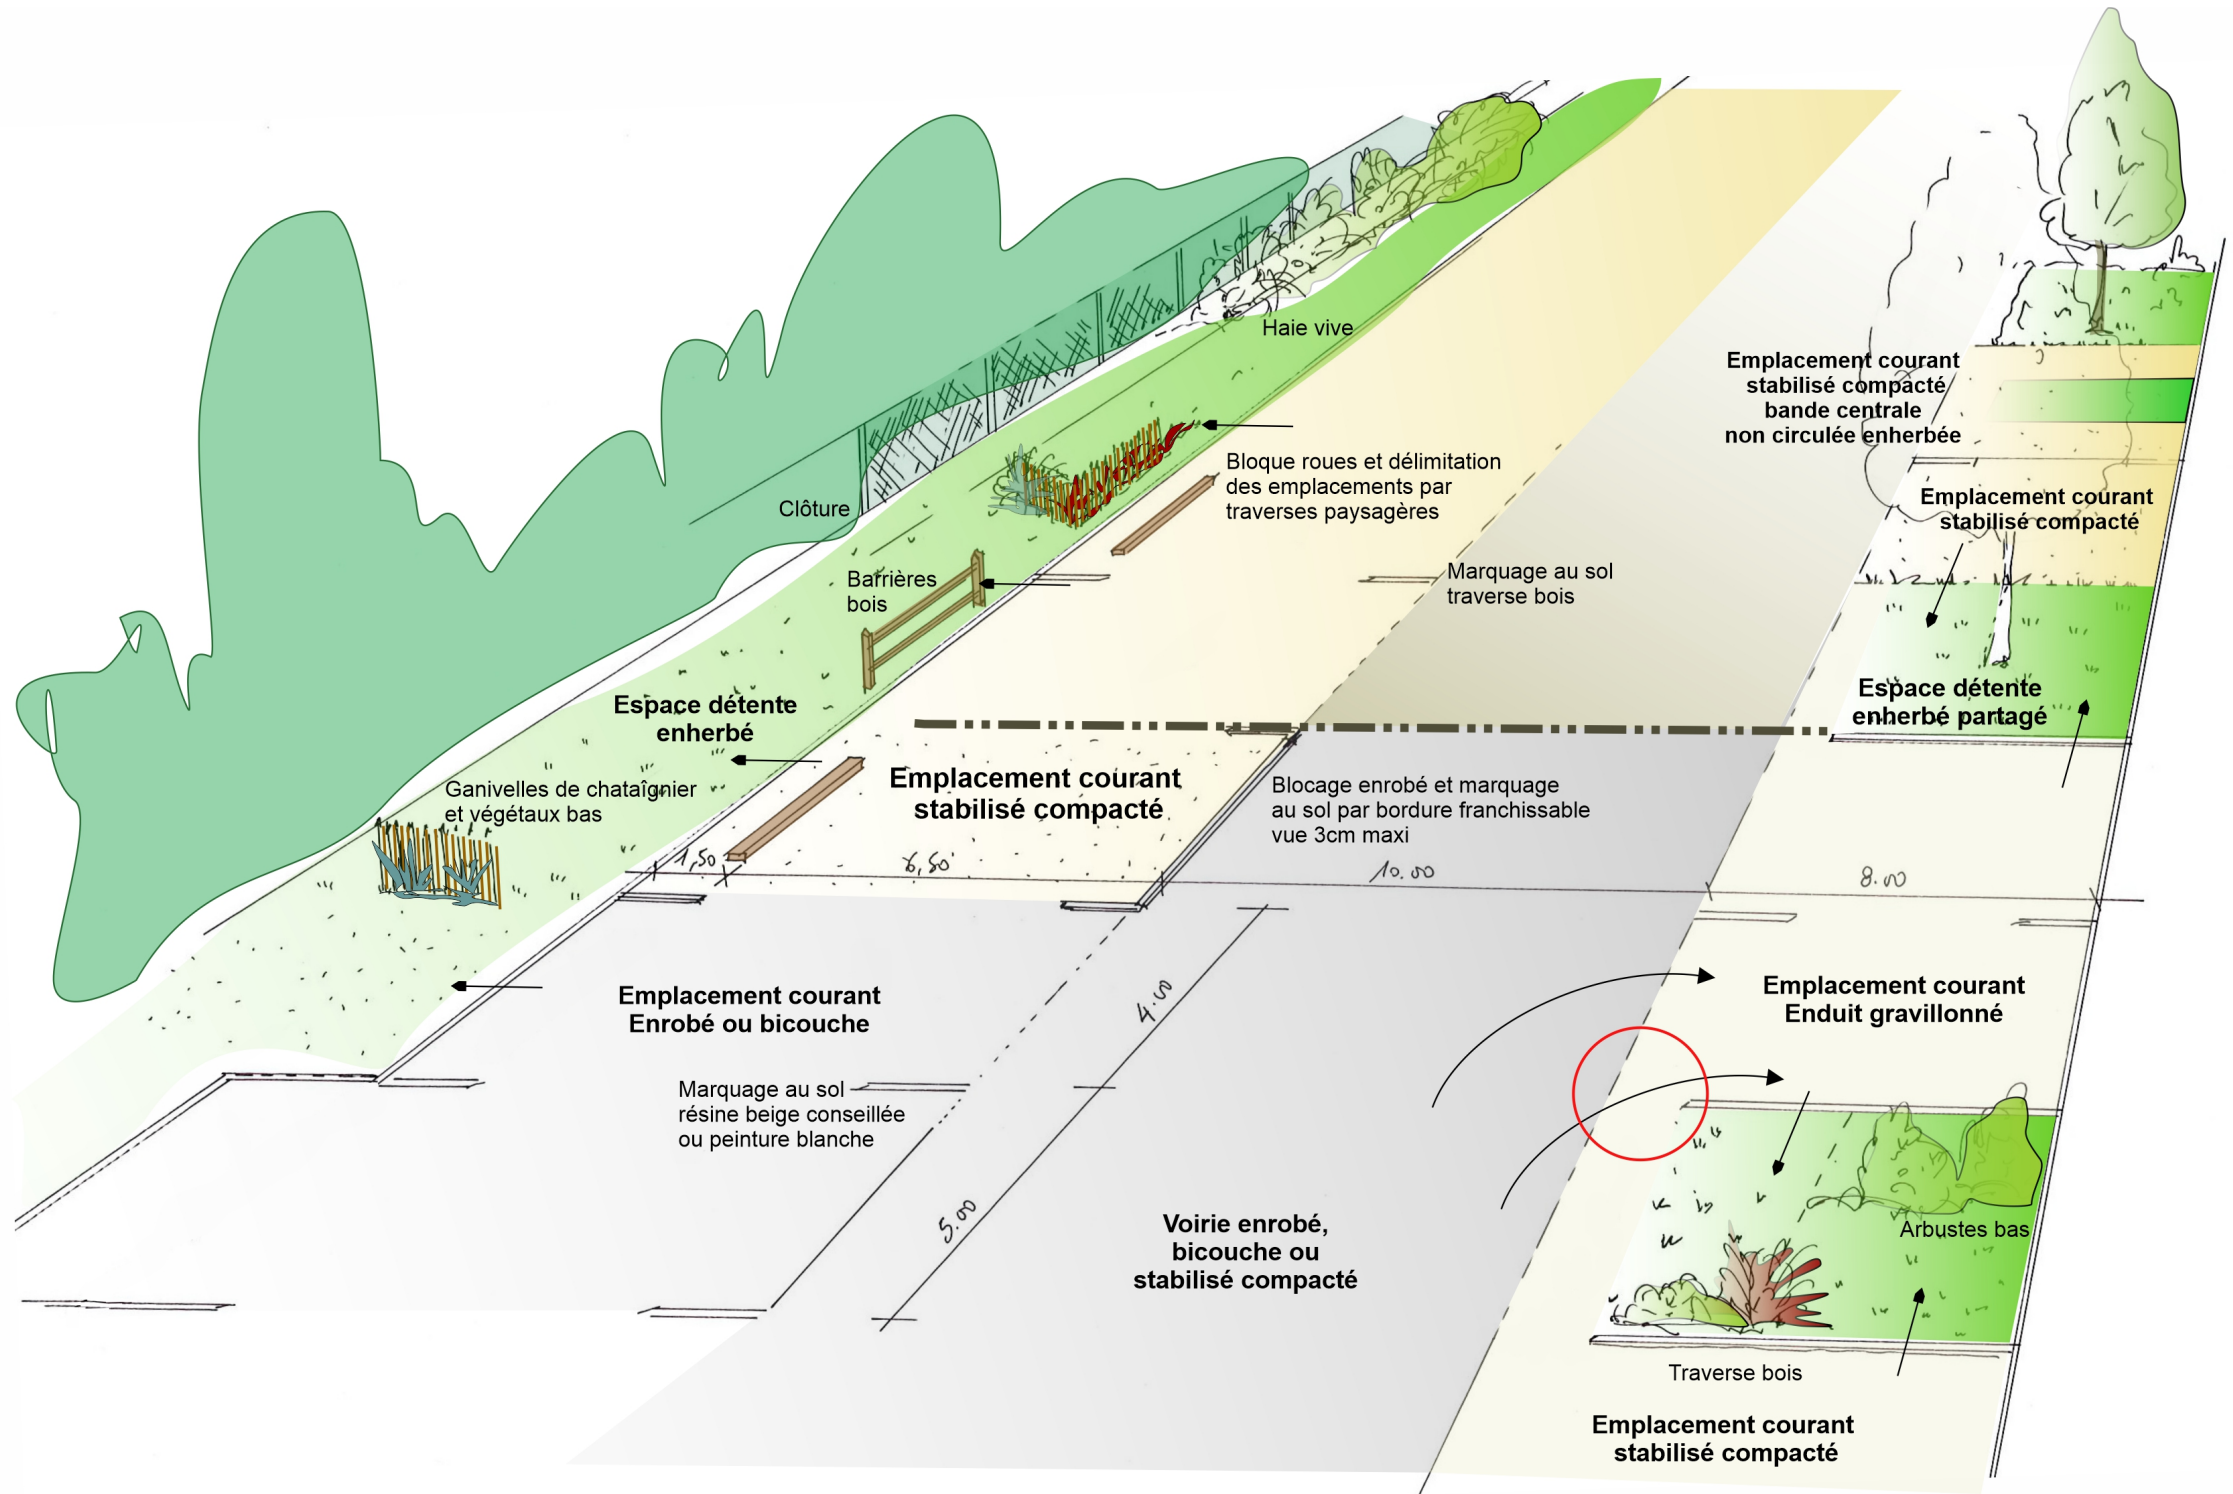 Haie vive
Emplacement courant
stabilisé compacté
bande centrale
non circulée enherbée
Bloque roues et délimitation
des emplacements par
traverses paysagères
Clôture
Emplacement courant
stabilisé compacté
Barrières
bois
Marquage au sol
traverse bois
Espace détente
enherbé
Espace détente
enherbé partagé
Ganivelles de chataîgnier
et végétaux bas
Emplacement courant
stabilisé compacté
Blocage enrobé et marquage
au sol par bordure franchissable
vue 3cm maxi
1,50
6,50
10.00
8.00
Emplacement courant
Enrobé ou bicouche
4.00
Emplacement courant
Enduit gravillonné
Marquage au sol
résine beige conseillée
ou peinture blanche
5.00
Voirie enrobé,
bicouche ou
stabilisé compacté
Arbustes bas
Traverse bois
Emplacement courant
stabilisé compacté